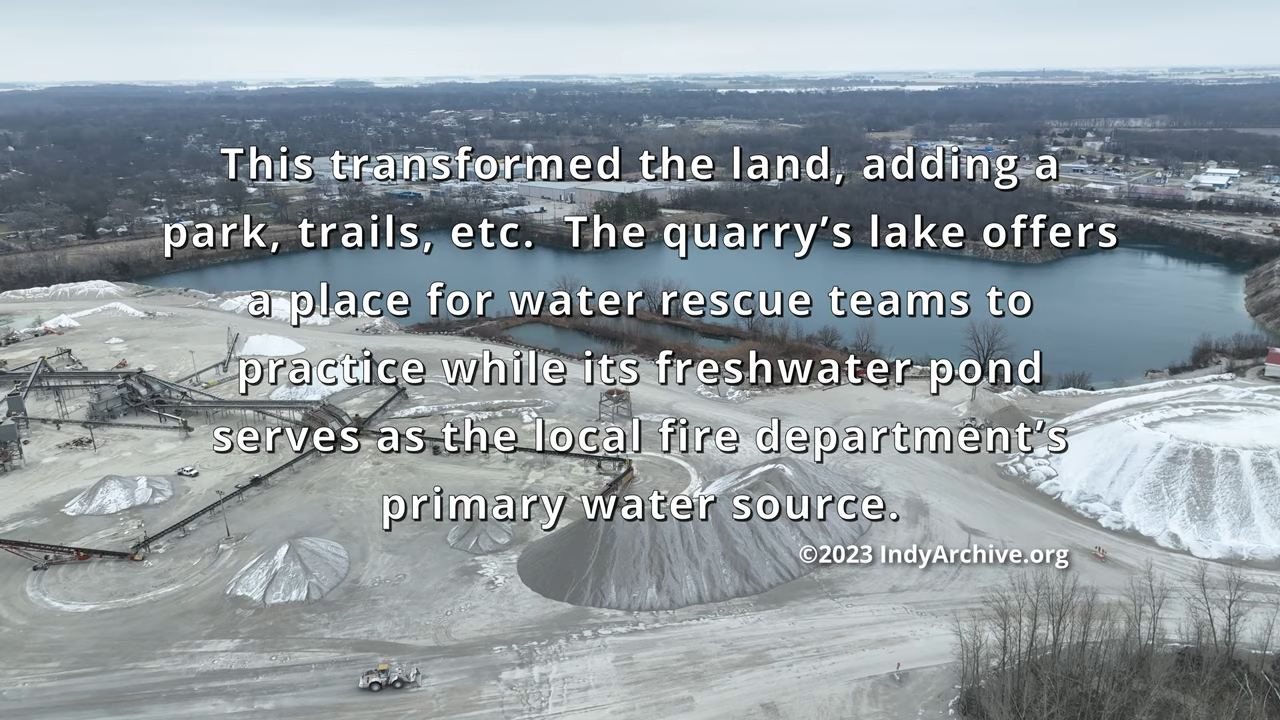 This transformed the land, adding a
park, trails, etc.  The quarry’s lake offers
a place for water rescue teams to
practice while its freshwater pond
serves as the local fire department’s
primary water source.
©2023 IndyArchive.org